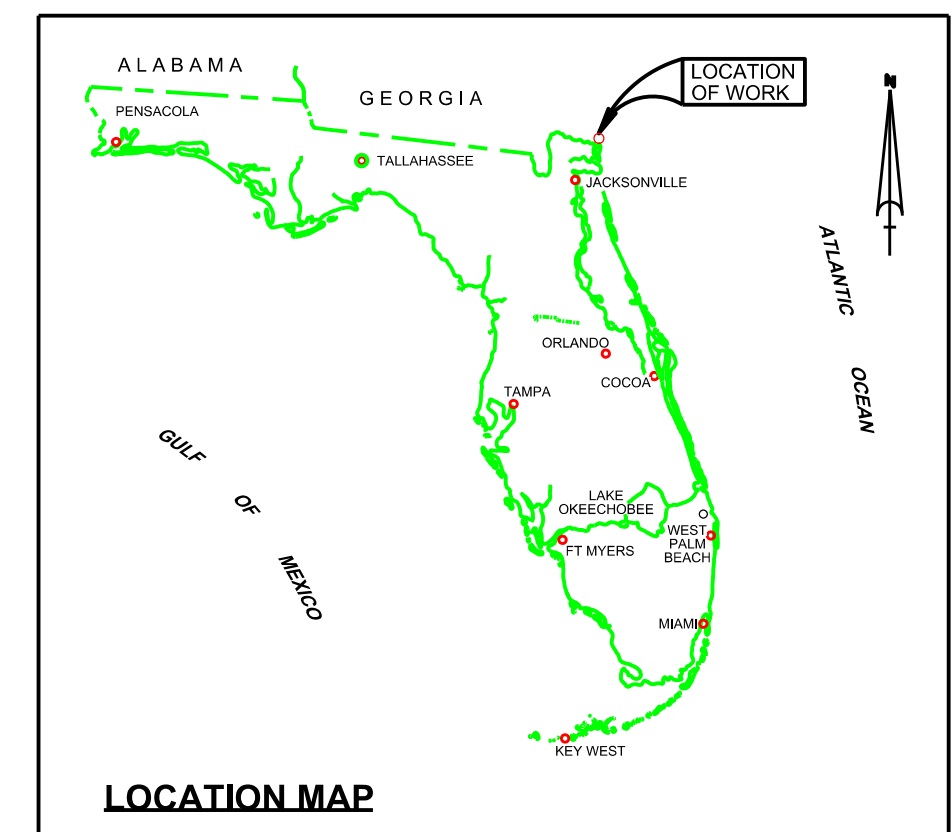 ALABAMA
GEORGIA
LOCATION
OF WORK
N
PENSACOLA
TALLAHASSEE
JACKSONVILLE
ATLANTIC
OCEAN
ORLANDO
COCOA
TAMPA
GULF
OF
MEXICO
LAKE
OKEECHOBEE
WEST
PALM
BEACH
FT MYERS
MIAMI
KEY WEST
LOCATION MAP